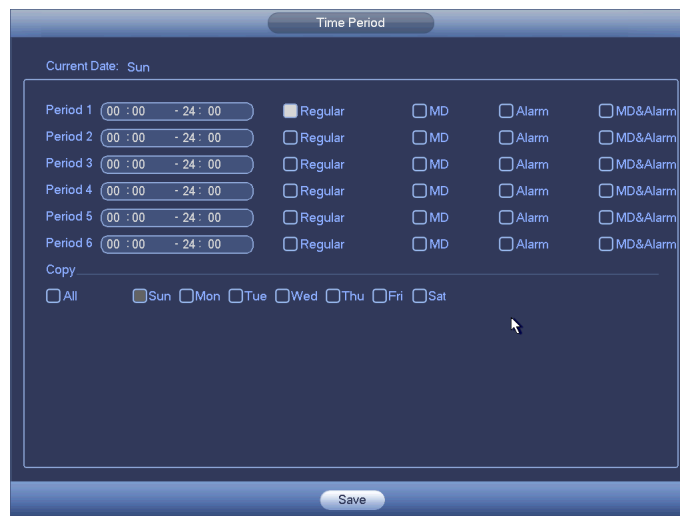 Time Period
Current Date: Sun
Period 1 00 :00 - 24 : 00 Regular MD Alarm MD&Alarm
Period 2 00 :00 - 24 : 00 Regular MD Alarm MD&Alarm
Period 3 00 :00 - 24 : 00 Regular MD Alarm MD&Alarm
Period 4 00 :00 - 24 : 00 Regular MD Alarm MD&Alarm
Period 5 00 :00 - 24 : 00 Regular MD Alarm MD&Alarm
Period 6 00 :00 - 24 : 00 Regular MD Alarm MD&Alarm
Copy
All Sun Mon Tue Wed Thu Fri Sat
Save